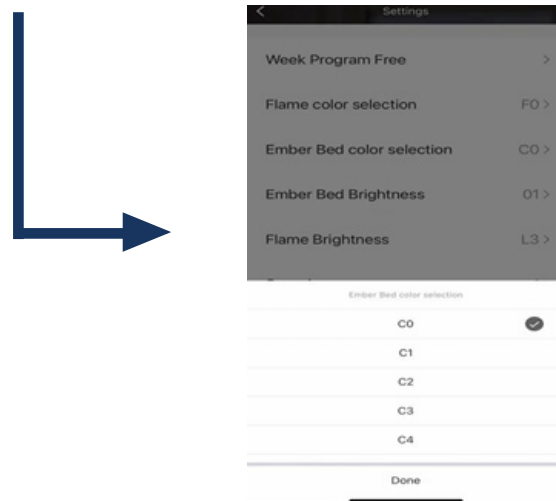 Settings
Week Program Free
Flame color selection F0
Ember Bed color selection C0
Ember Bed Brightness 01
Flame Brightness L3
Ember Bed color selection
C0
C1
C2
C3
C4
Done